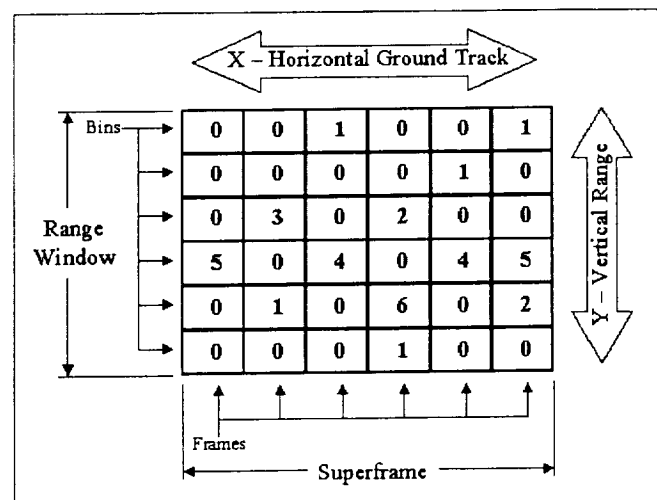 X – Horizontal Ground Track
Bins
0 0 1 0 0 1
0 0 0 0 1 0
0 3 0 2 0 0
5 0 4 0 4 5
0 1 0 6 0 2
0 0 0 1 0 0
Range
Window
Y – Vertical Range
Frames
Superframe